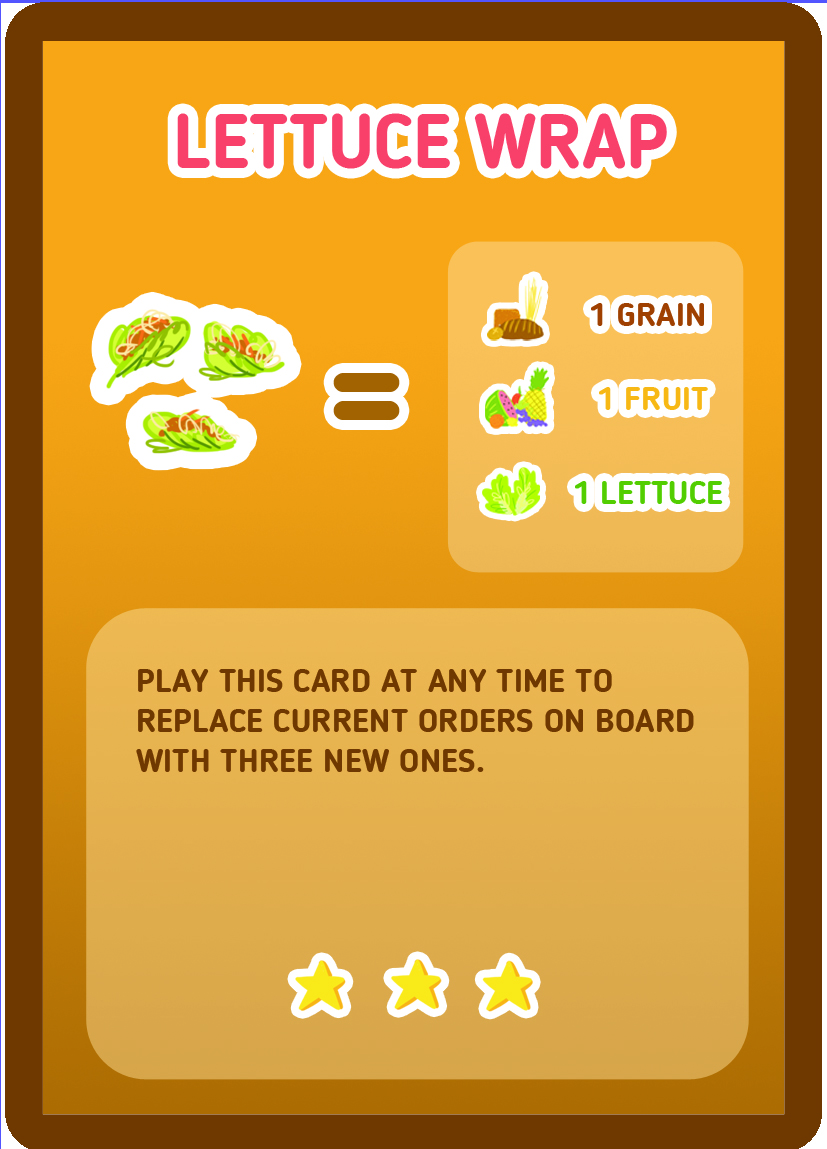 LETTUCE WRAP
1 GRAIN
1 FRUIT
1 LETTUCE
PLAY THIS CARD AT ANY TIME TO
REPLACE CURRENT ORDERS ON BOARD
WITH THREE NEW ONES.